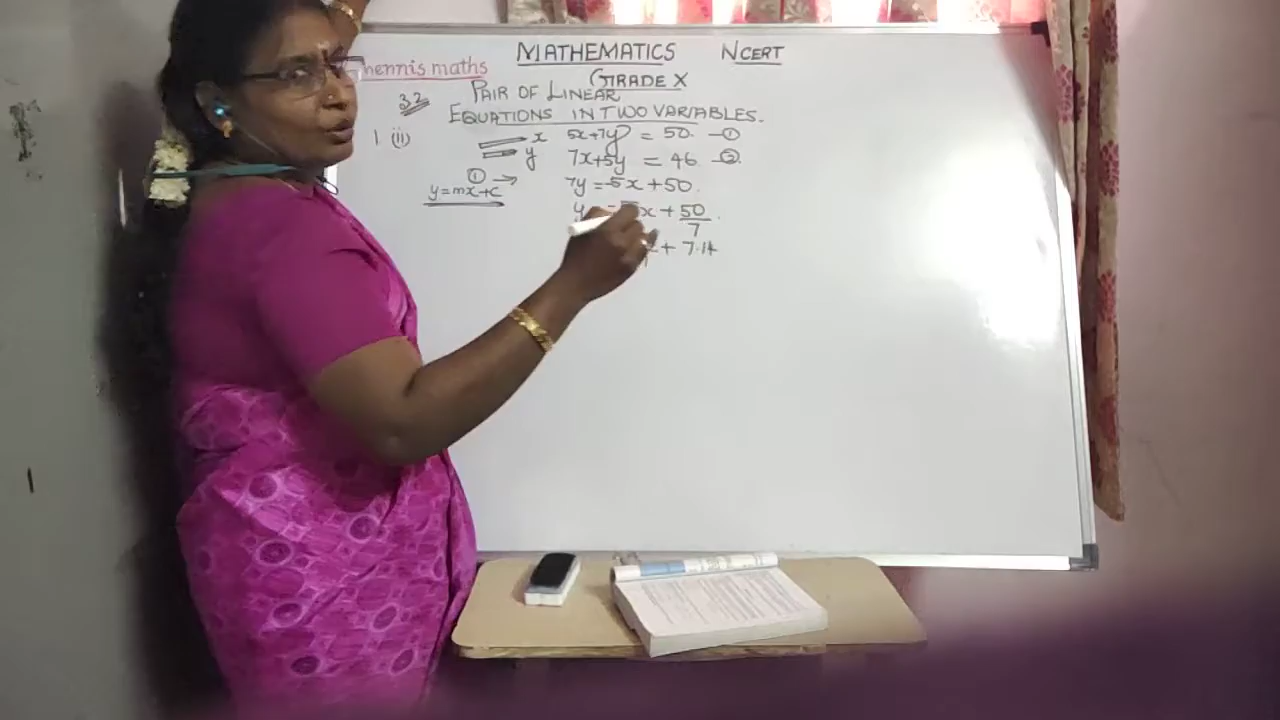 MATHEMATICS NCERT
hennis maths
GRADE X
3.2 PAIR OF LINEAR
EQUATIONS IN TWO VARIABLES.
1 (ii) x 5x+7y = 50. -①
y 7x+5y = 46 -②.
① → 7y = -5x + 50.
y=mx+c
y x + 50/7.
+ 7.14